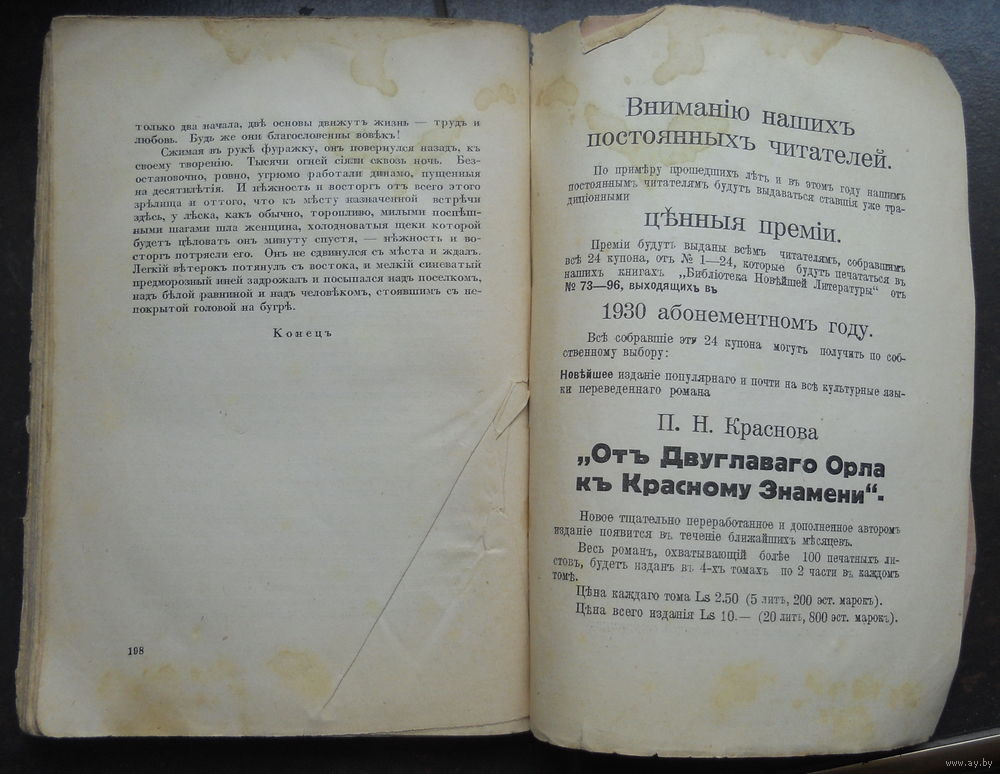 только два начала, двѣ основы движутъ жизнь — трудъ и
любовь. Будь же они благословенны вовѣкъ!
Сжимая въ рукѣ фуражку, онъ повернулся назадъ, къ
своему творенію. Тысячи огней сіяли сквозь ночь. Без-
остановочно, ровно, угрюмо работали динамо, пущенныя
на десятилѣтія. И нѣжность и восторгъ отъ всего этого
зрѣлища и оттого, что къ мѣсту назначенной встрѣчи
здѣсь, у лѣска, какъ обычно, торопливо, милыми поспѣш-
ными шагами шла женщина, холодноватыя щеки которой
будетъ цѣловать онъ минуту спустя, — нѣжность и во-
сторгъ потрясли его. Онъ не сдвинулся съ мѣста и ждалъ.
Легкій вѣтерокъ потянулъ съ востока, и мелкій синеватый
предморозный иней задрожалъ и посыпался надъ поселкомъ,
надъ бѣлой равниной и надъ человѣкомъ, стоявшимъ съ не-
покрытой головой на бугрѣ.
Конецъ
198
Вниманію нашихъ
постоянныхъ читателей.
По примѣру прошедшихъ лѣтъ и въ этомъ году нашимъ
постояннымъ читателямъ будутъ выдаваться ставшія уже тра-
диціонными
цѣнныя преміи.
Преміи будутъ выданы всѣмъ читателямъ, собравшимъ
всѣ 24 купона, отъ № 1—24, которые будутъ печататься въ
нашихъ книгахъ „Библіотека Новѣйшей Литературы“ отъ
№ 73—96, выходящихъ въ
1930 абонементномъ году.
Всѣ собравшіе эти 24 купона могутъ получить по соб-
ственному выбору:
Новѣйшее изданіе популярнаго и почти на всѣ культурные язы-
ки переведеннаго романа
П. Н. Краснова
„Отъ Двуглаваго Орла
къ Красному Знамени“.
Новое тщательно переработанное и дополненное авторомъ
изданіе появится въ теченіе ближайшихъ мѣсяцевъ.
Весь романъ, охватывающій болѣе 100 печатныхъ ли-
стовъ, будетъ изданъ въ 4-хъ томахъ по 2 части въ каждомъ
томѣ.
Цѣна каждаго тома Ls 2.50 (5 литъ, 200 эст. марокъ).
Цѣна всего изданія Ls 10.— (20 литъ, 800 эст. марокъ).
www.ay.by